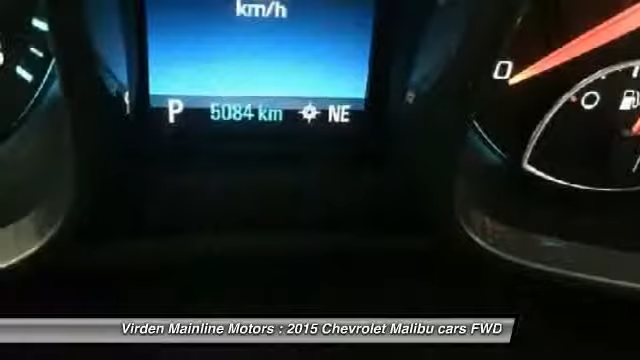 km/h
0
P 5084 km NE
Virden Mainline Motors : 2015 Chevrolet Malibu cars FWD